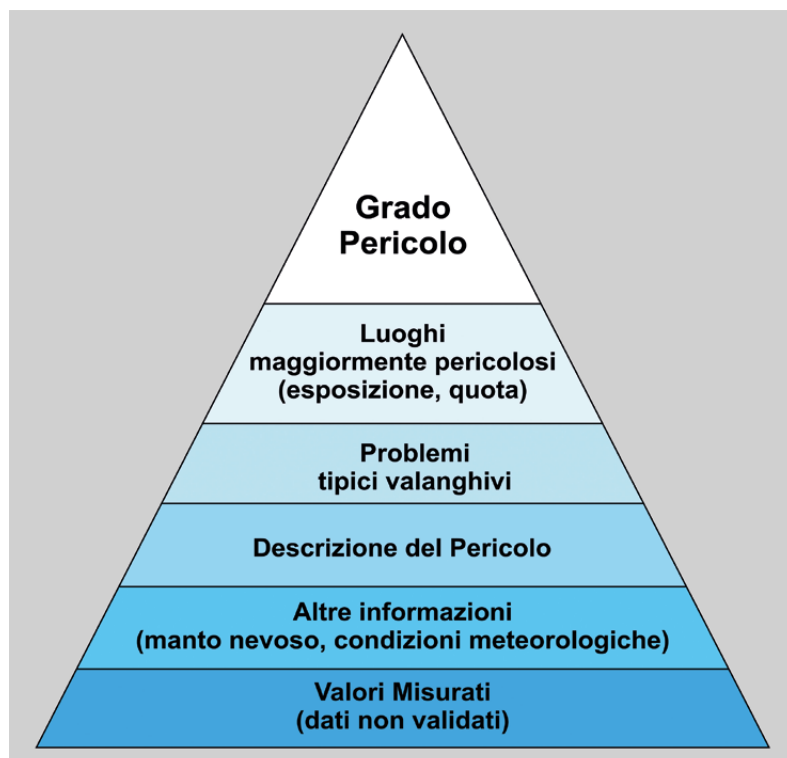 Grado
Pericolo
Luoghi
maggiormente pericolosi
(esposizione, quota)
Problemi
tipici valanghivi
Descrizione del Pericolo
Altre informazioni
(manto nevoso, condizioni meteorologiche)
Valori Misurati
(dati non validati)